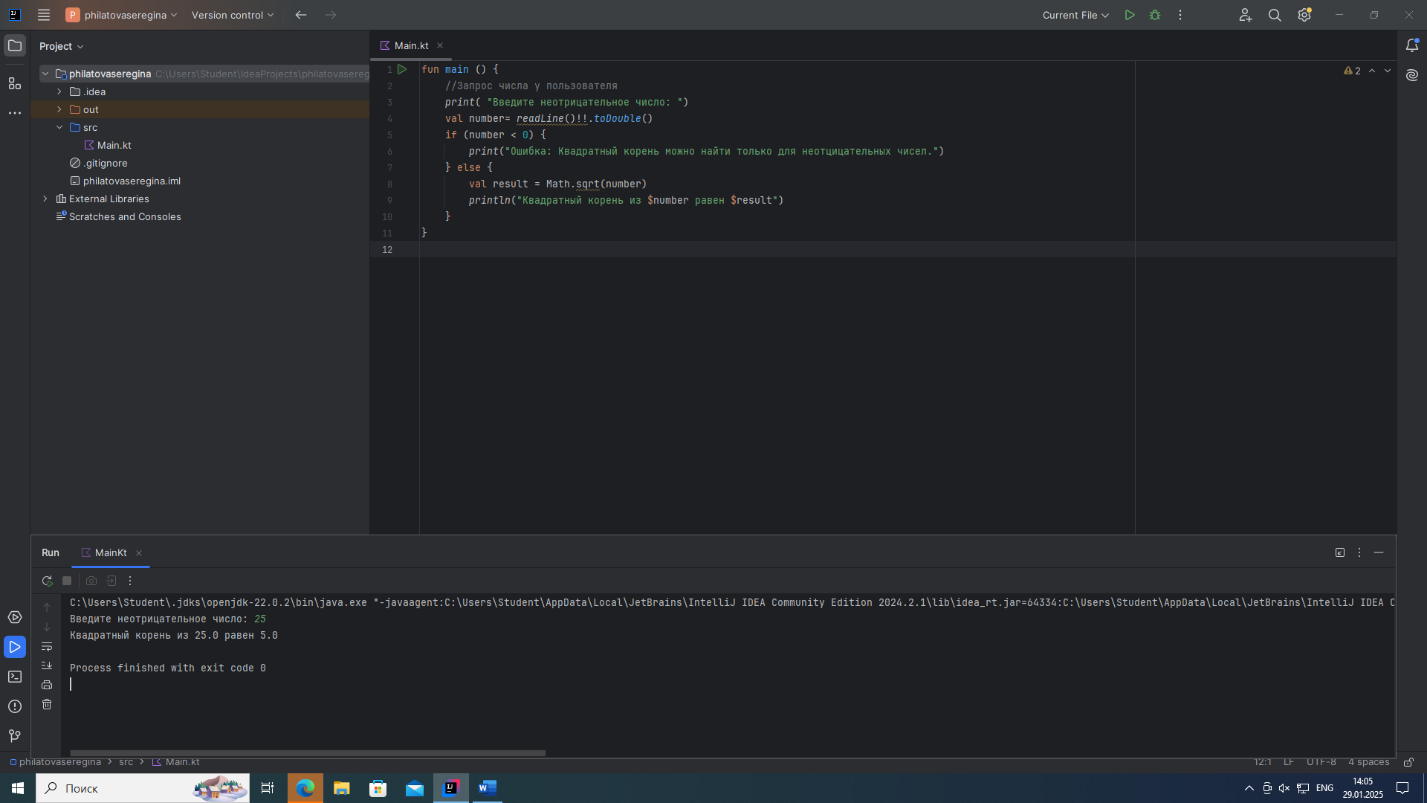 P philatovaseregina Version control Current File
Project
Main.kt
philatovaseregina C:\Users\Student\IdeaProjects\philatovasereg
.idea
out
src
Main.kt
.gitignore
philatovaseregina.iml
External Libraries
Scratches and Consoles
2
1 fun main () {
2 //Запрос числа у пользователя
3 print( "Введите неотрицательное число: ")
4 val number= readLine()!!.toDouble()
5 if (number < 0) {
6 print("Ошибка: Квадратный корень можно найти только для неотцицательных чисел.")
7 } else {
8 val result = Math.sqrt(number)
9 println("Квадратный корень из $number равен $result")
10 }
11 }
12
Run MainKt
C:\Users\Student\.jdks\openjdk-22.0.2\bin\java.exe "-javaagent:C:\Users\Student\AppData\Local\JetBrains\IntelliJ IDEA Community Edition 2024.2.1\lib\idea_rt.jar=64334:C:\Users\Student\AppData\Local\JetBrains\IntelliJ IDEA C
Введите неотрицательное число: 25
Квадратный корень из 25.0 равен 5.0
Process finished with exit code 0
philatovaseregina > src > Main.kt 12:1 LF UTF-8 4 spaces
Поиск
ENG
14:05
29.01.2025